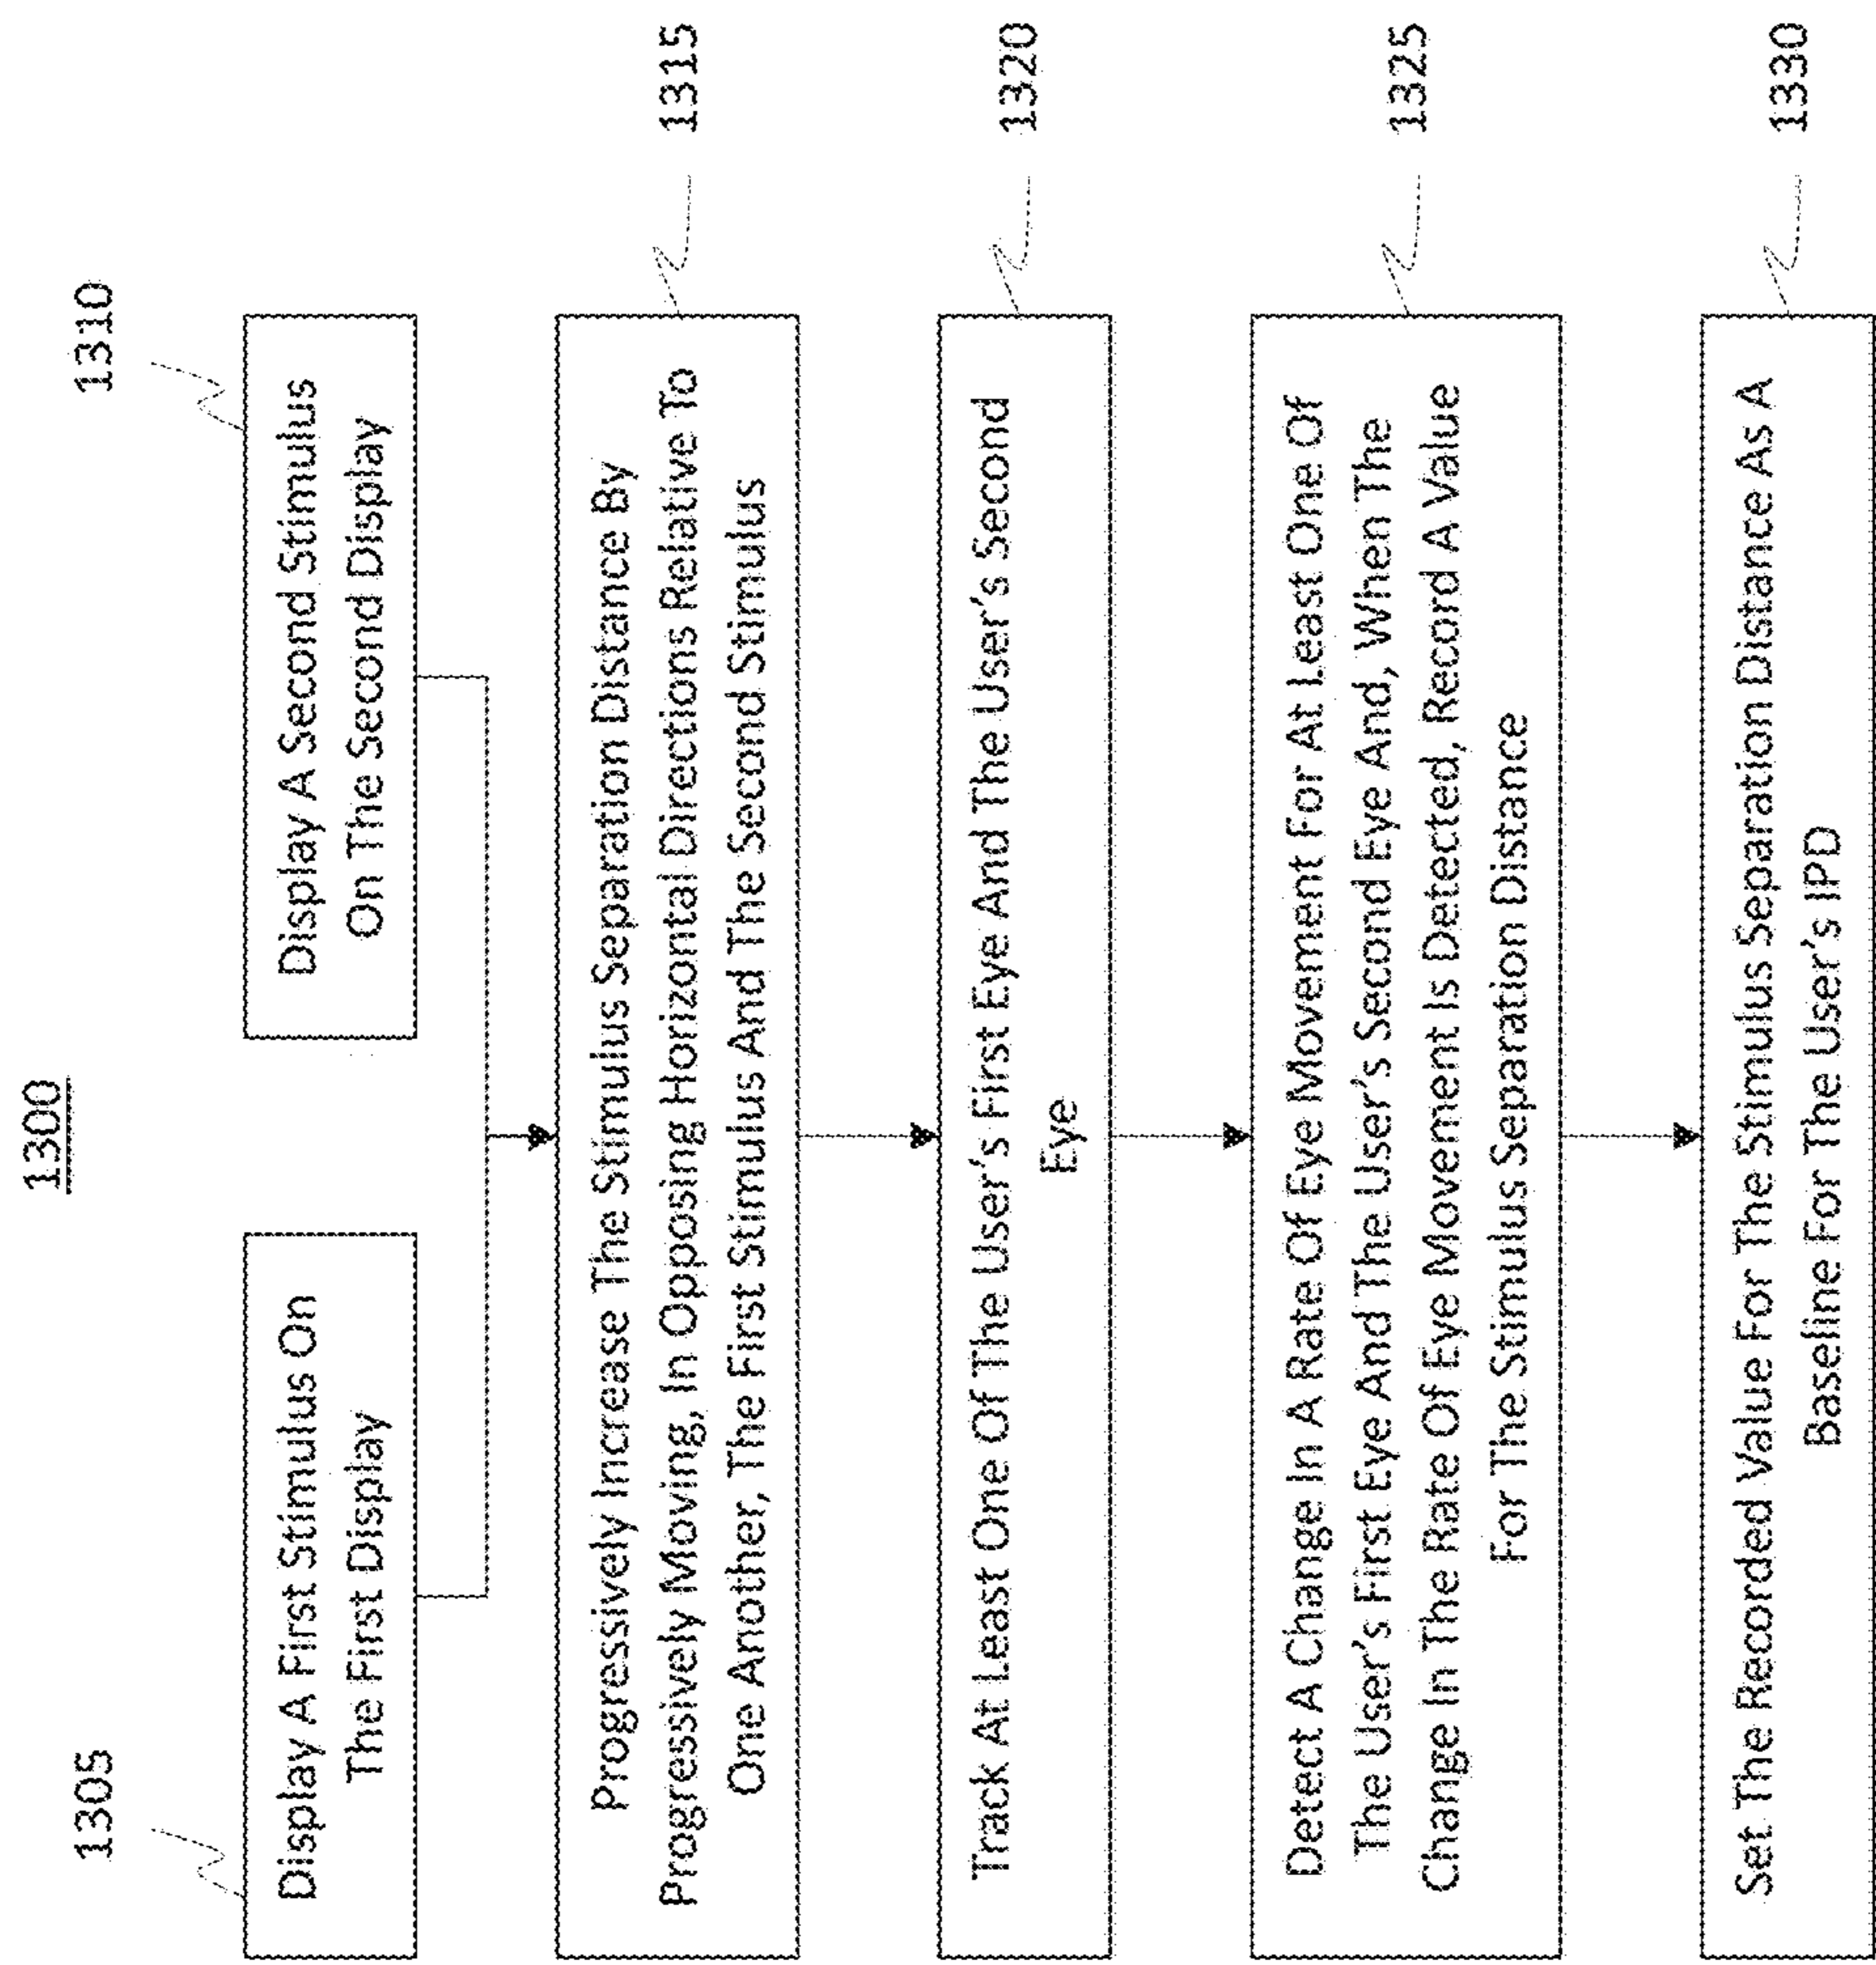 1300
1305
1310
Display A First Stimulus On
The First Display
Display A Second Stimulus
On The Second Display
Progressively Increase The Stimulus Separation Distance By
Progressively Moving, In Opposing Horizontal Directions Relative To
One Another, The First Stimulus And The Second Stimulus
1315
Track At Least One Of The User's First Eye And The User's Second
Eye
1320
Detect A Change In A Rate Of Eye Movement For At Least One Of
The User's First Eye And The User's Second Eye And, When The
Change In The Rate Of Eye Movement Is Detected, Record A Value
For The Stimulus Separation Distance
1325
Set The Recorded Value For The Stimulus Separation Distance As A
Baseline For The User's IPD
1330